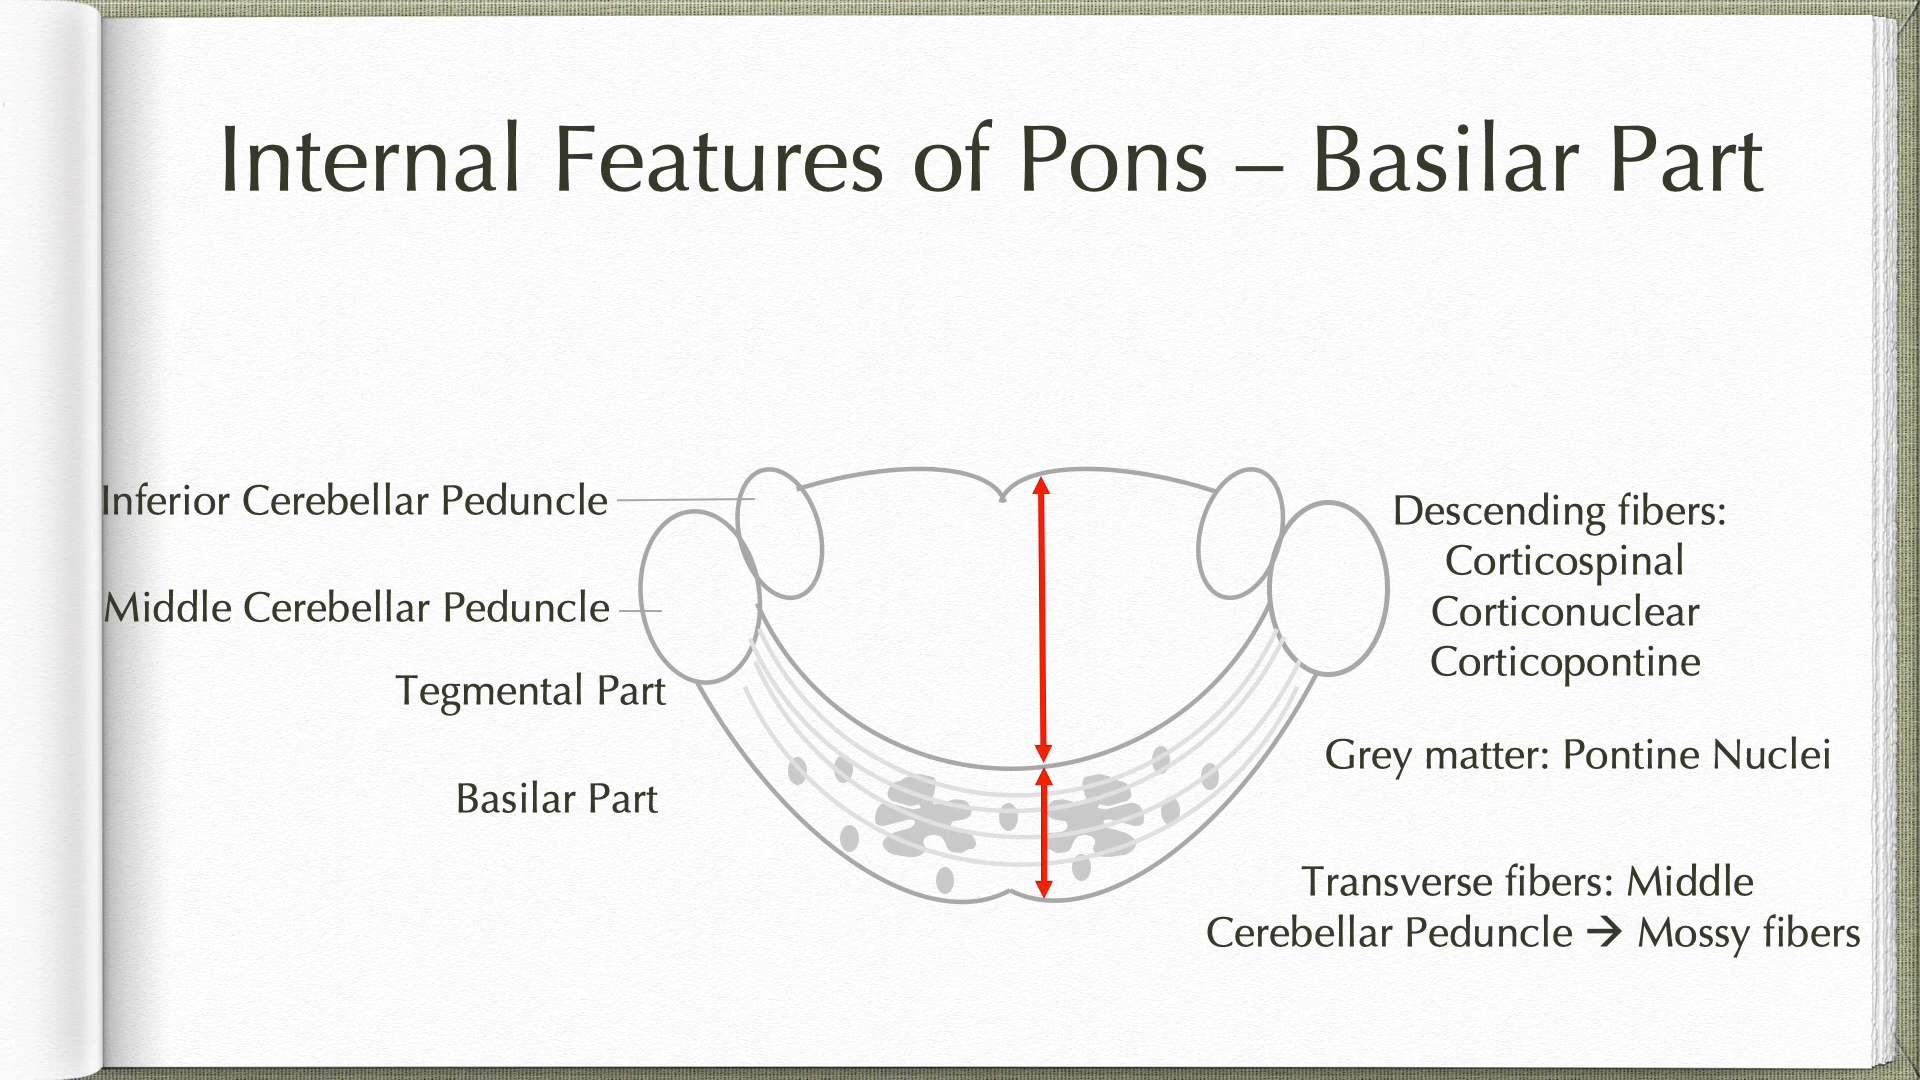 Internal Features of Pons – Basilar Part
Inferior Cerebellar Peduncle
Middle Cerebellar Peduncle
Tegmental Part
Basilar Part
Descending fibers:
Corticospinal
Corticonuclear
Corticopontine
Grey matter: Pontine Nuclei
Transverse fibers: Middle
Cerebellar Peduncle → Mossy fibers